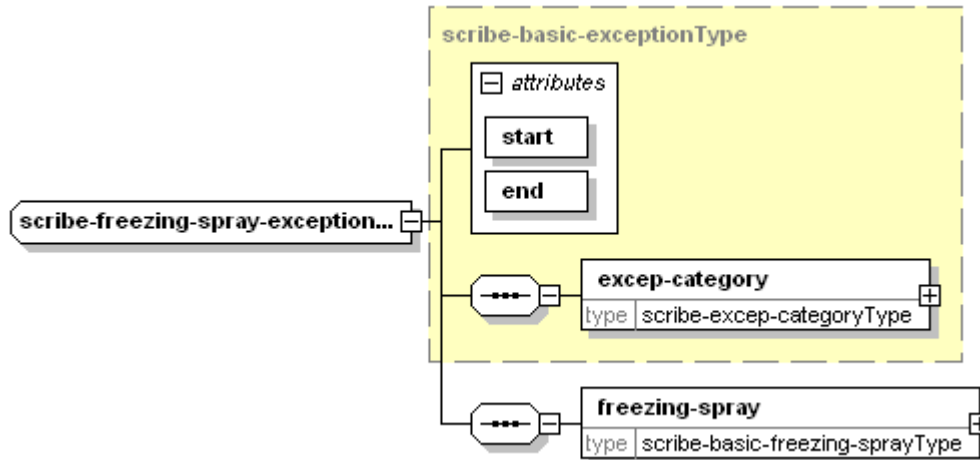 scribe-basic-exceptionType
attributes
start
end
scribe-freezing-spray-exception...
excep-category
type scribe-excep-categoryType
freezing-spray
type scribe-basic-freezing-sprayType